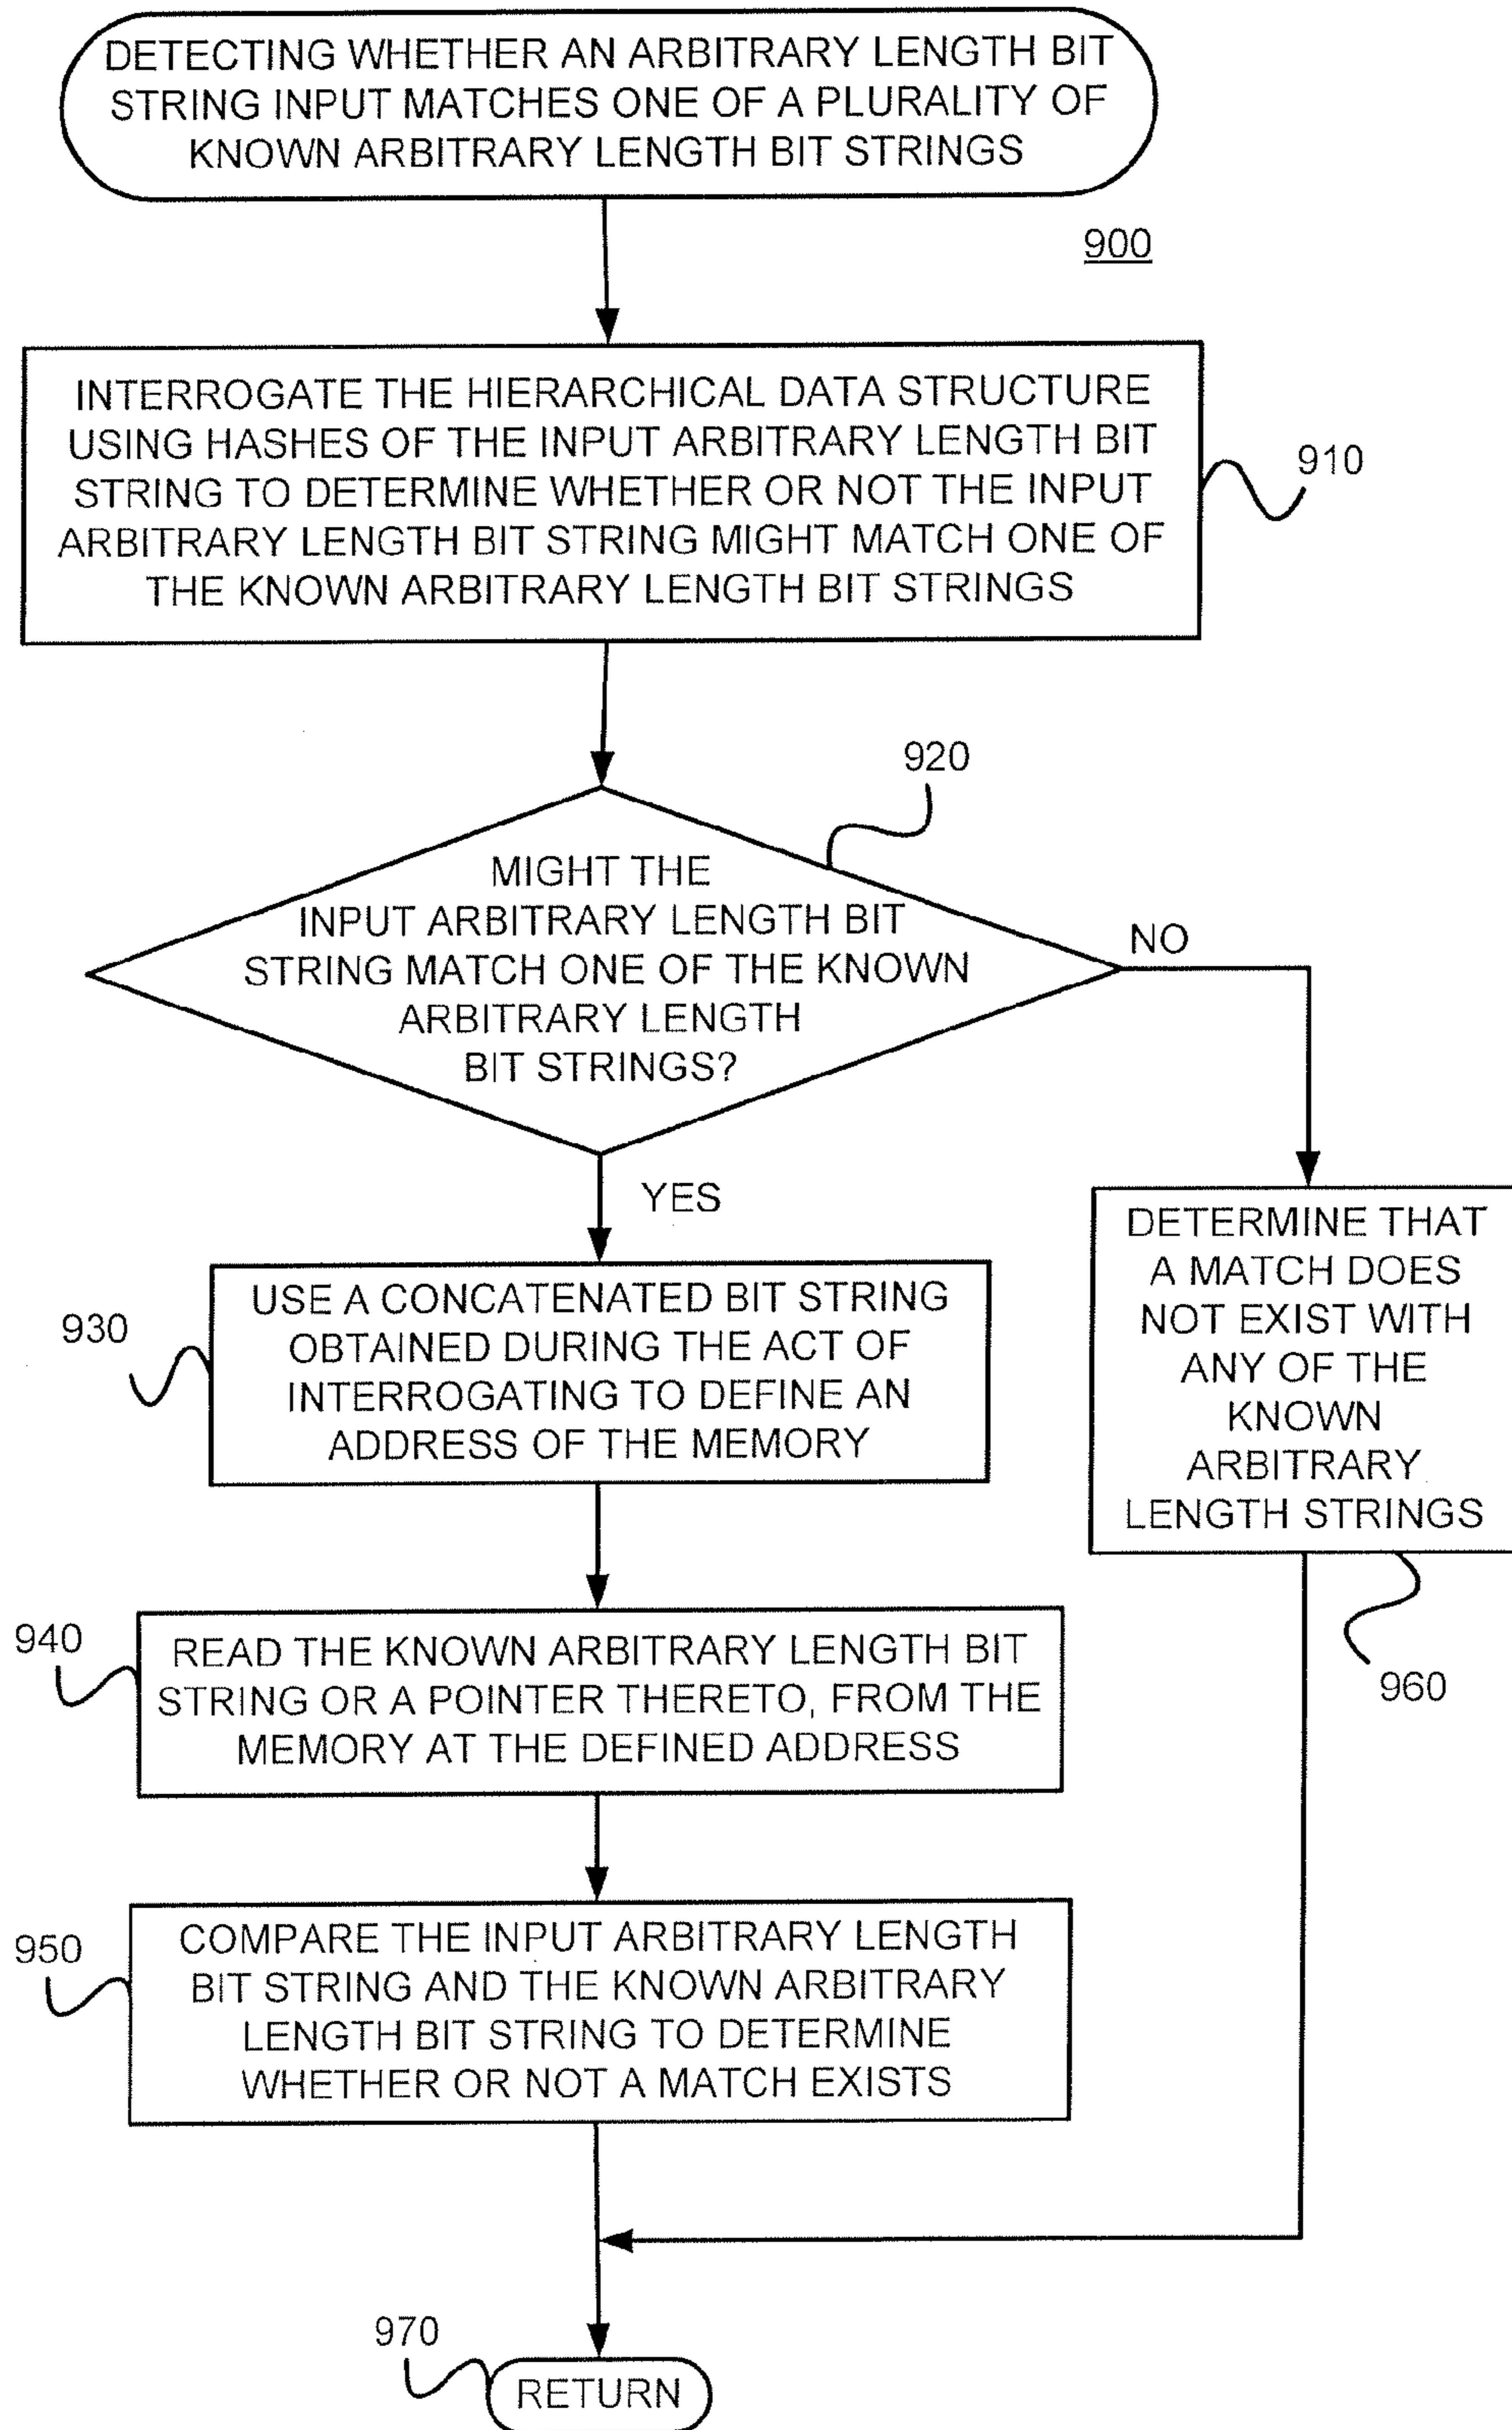 DETECTING WHETHER AN ARBITRARY LENGTH BIT
STRING INPUT MATCHES ONE OF A PLURALITY OF
KNOWN ARBITRARY LENGTH BIT STRINGS
900
INTERROGATE THE HIERARCHICAL DATA STRUCTURE
USING HASHES OF THE INPUT ARBITRARY LENGTH BIT
STRING TO DETERMINE WHETHER OR NOT THE INPUT
ARBITRARY LENGTH BIT STRING MIGHT MATCH ONE OF
THE KNOWN ARBITRARY LENGTH BIT STRINGS
910
920
MIGHT THE
INPUT ARBITRARY LENGTH BIT
STRING MATCH ONE OF THE KNOWN
ARBITRARY LENGTH
BIT STRINGS?
NO
YES
930
USE A CONCATENATED BIT STRING
OBTAINED DURING THE ACT OF
INTERROGATING TO DEFINE AN
ADDRESS OF THE MEMORY
DETERMINE THAT
A MATCH DOES
NOT EXIST WITH
ANY OF THE
KNOWN
ARBITRARY
LENGTH STRINGS
960
940
READ THE KNOWN ARBITRARY LENGTH BIT
STRING OR A POINTER THERETO, FROM THE
MEMORY AT THE DEFINED ADDRESS
950
COMPARE THE INPUT ARBITRARY LENGTH
BIT STRING AND THE KNOWN ARBITRARY
LENGTH BIT STRING TO DETERMINE
WHETHER OR NOT A MATCH EXISTS
970
RETURN